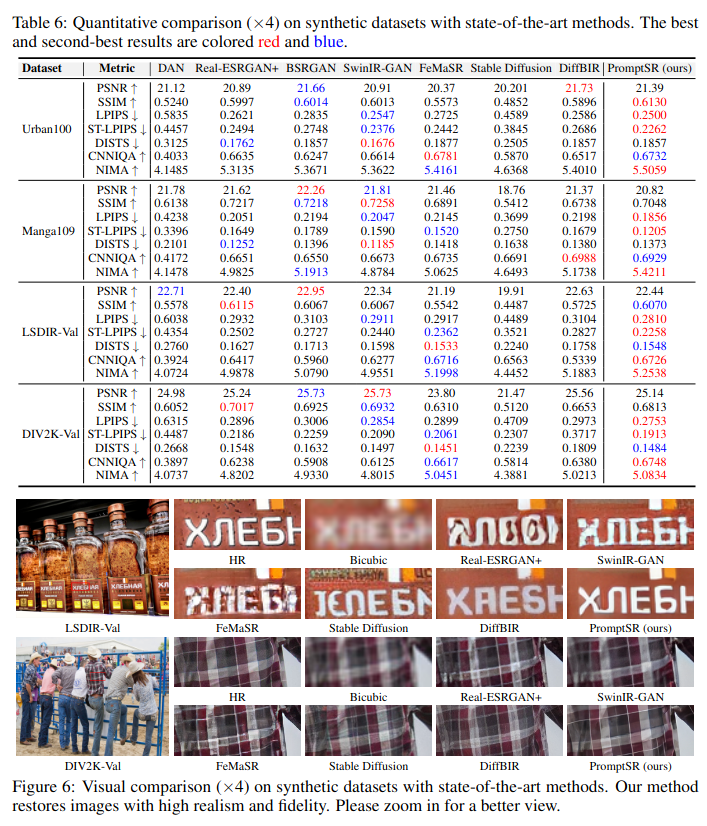 Table 6: Quantitative comparison (×4) on synthetic datasets with state-of-the-art methods. The best
and second-best results are colored red and blue.
Dataset Metric DAN Real-ESRGAN+ BSRGAN SwinIR-GAN FeMaSR Stable Diffusion DiffBIR PromptSR (ours)
PSNR ↑ 21.12 20.89 21.66 20.91 20.37 20.201 21.73 21.39
SSIM ↑ 0.5240 0.5997 0.6014 0.6013 0.5573 0.4852 0.5896 0.6130
LPIPS ↓ 0.5835 0.2621 0.2835 0.2547 0.2725 0.4589 0.2586 0.2500
Urban100 ST-LPIPS ↓ 0.4457 0.2494 0.2748 0.2376 0.2442 0.3845 0.2686 0.2262
DISTS ↓ 0.3125 0.1762 0.1857 0.1676 0.1877 0.2505 0.1857 0.1857
CNNIQA ↑ 0.4033 0.6635 0.6247 0.6614 0.6781 0.5870 0.6517 0.6732
NIMA ↑ 4.1485 5.3135 5.3671 5.3622 5.4161 4.6368 5.4010 5.5059
PSNR ↑ 21.78 21.62 22.26 21.81 21.46 18.76 21.37 20.82
SSIM ↑ 0.6138 0.7217 0.7218 0.7258 0.6891 0.5412 0.6738 0.7048
LPIPS ↓ 0.4238 0.2051 0.2194 0.2047 0.2145 0.3699 0.2198 0.1856
Manga109 ST-LPIPS ↓ 0.3396 0.1649 0.1789 0.1590 0.1520 0.2750 0.1679 0.1205
DISTS ↓ 0.2101 0.1252 0.1396 0.1185 0.1418 0.1638 0.1380 0.1373
CNNIQA ↑ 0.4172 0.6651 0.6550 0.6673 0.6735 0.6691 0.6988 0.6929
NIMA ↑ 4.1478 4.9825 5.1913 4.8784 5.0625 4.6493 5.1738 5.4211
PSNR ↑ 22.71 22.40 22.95 22.34 21.19 19.91 22.63 22.44
SSIM ↑ 0.5578 0.6115 0.6067 0.6067 0.5542 0.4487 0.5725 0.6070
LPIPS ↓ 0.6038 0.2932 0.3103 0.2911 0.2917 0.4489 0.3104 0.2810
LSDIR-Val ST-LPIPS ↓ 0.4354 0.2502 0.2727 0.2440 0.2362 0.3521 0.2827 0.2258
DISTS ↓ 0.2760 0.1627 0.1713 0.1598 0.1533 0.2240 0.1758 0.1548
CNNIQA ↑ 0.3924 0.6417 0.5960 0.6277 0.6716 0.6563 0.5339 0.6726
NIMA ↑ 4.0724 4.9878 5.0790 4.9551 5.1998 4.4452 5.1883 5.2538
PSNR ↑ 24.98 25.24 25.73 25.73 23.80 21.47 25.56 25.14
SSIM ↑ 0.6052 0.7017 0.6925 0.6932 0.6310 0.5120 0.6653 0.6813
LPIPS ↓ 0.6315 0.2896 0.3006 0.2854 0.2899 0.4709 0.2973 0.2753
DIV2K-Val ST-LPIPS ↓ 0.4487 0.2186 0.2259 0.2090 0.2061 0.2307 0.3717 0.1913
DISTS ↓ 0.2668 0.1548 0.1632 0.1497 0.1451 0.2239 0.1809 0.1484
CNNIQA ↑ 0.3897 0.6238 0.5908 0.6125 0.6617 0.5814 0.6380 0.6748
NIMA ↑ 4.0737 4.8202 4.9330 4.8015 5.0451 4.3881 5.0213 5.0834
ХЛЕБН
HR Bicubic Real-ESRGAN+ SwinIR-GAN
ХЛЕБНАЯ
ХЛЕБН
LSDIR-Val FeMaSR Stable Diffusion DiffBIR PromptSR (ours)
HR Bicubic Real-ESRGAN+ SwinIR-GAN
DIV2K-Val FeMaSR Stable Diffusion DiffBIR PromptSR (ours)
Figure 6: Visual comparison (×4) on synthetic datasets with state-of-the-art methods. Our method
restores images with high realism and fidelity. Please zoom in for a better view.